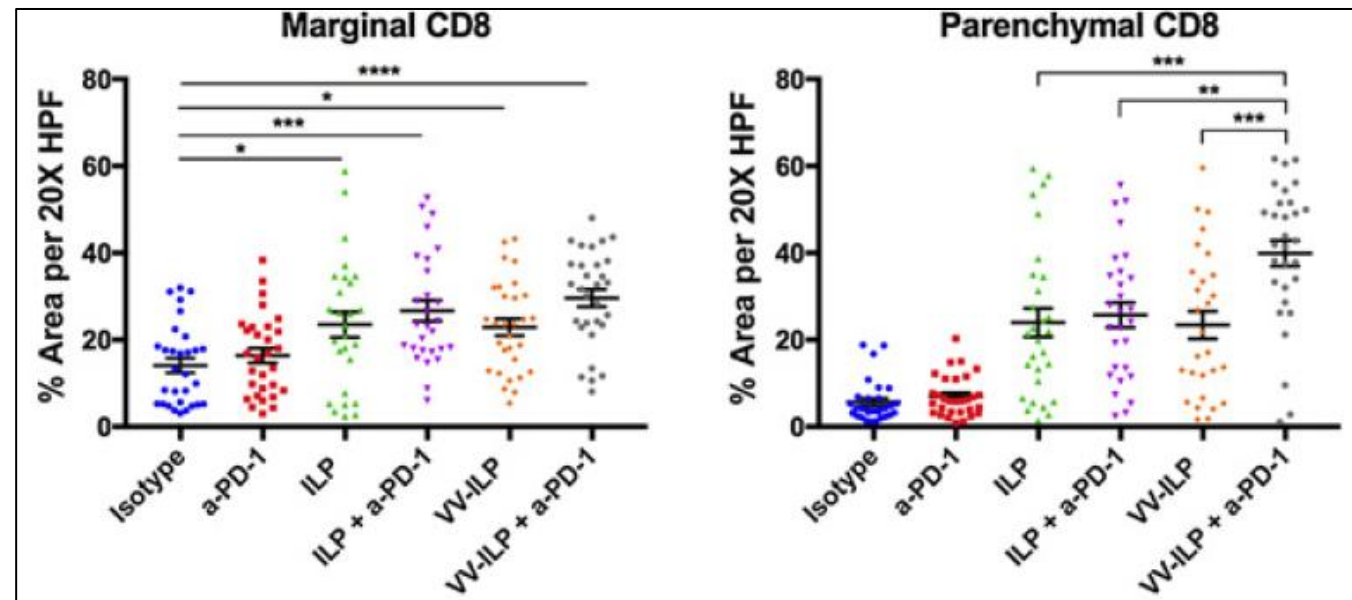 Marginal CD8
% Area per 20X HPF
80
60
40
20
0
****
*
***
*
Isotype
a-PD-1
ILP
ILP + a-PD-1
VV-ILP
VV-ILP + a-PD-1
Parenchymal CD8
% Area per 20X HPF
80
60
40
20
0
***
**
***
Isotype
a-PD-1
ILP
ILP + a-PD-1
VV-ILP
VV-ILP + a-PD-1